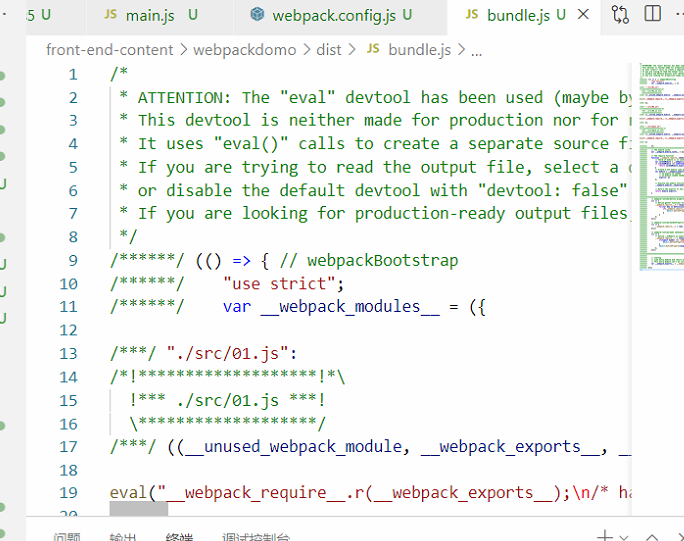 5 U JS main.js U webpack.config.js U JS bundle.js U
front-end-content > webpackdomo > dist > JS bundle.js > ...
1 /*
2 * ATTENTION: The "eval" devtool has been used (maybe by
3 * This devtool is neither made for production nor for
4 * It uses "eval()" calls to create a separate source
5 * If you are trying to read the output file, select a
6 * or disable the default devtool with "devtool: false"
7 * If you are looking for production-ready output files,
8 */
9 /******/ (() => { // webpackBootstrap
10 /******/ "use strict";
11 /******/ var __webpack_modules__ = ({
12
13 /***/ "./src/01.js":
14 /*!*******************!*\
15 !*** ./src/01.js ***!
16 \*******************/
17 /***/ ((__unused_webpack_module, __webpack_exports__, __
18
19 eval("__webpack_require__.r(__webpack_exports__);\n/* ha
20
问题 输出 终端 调试控制台